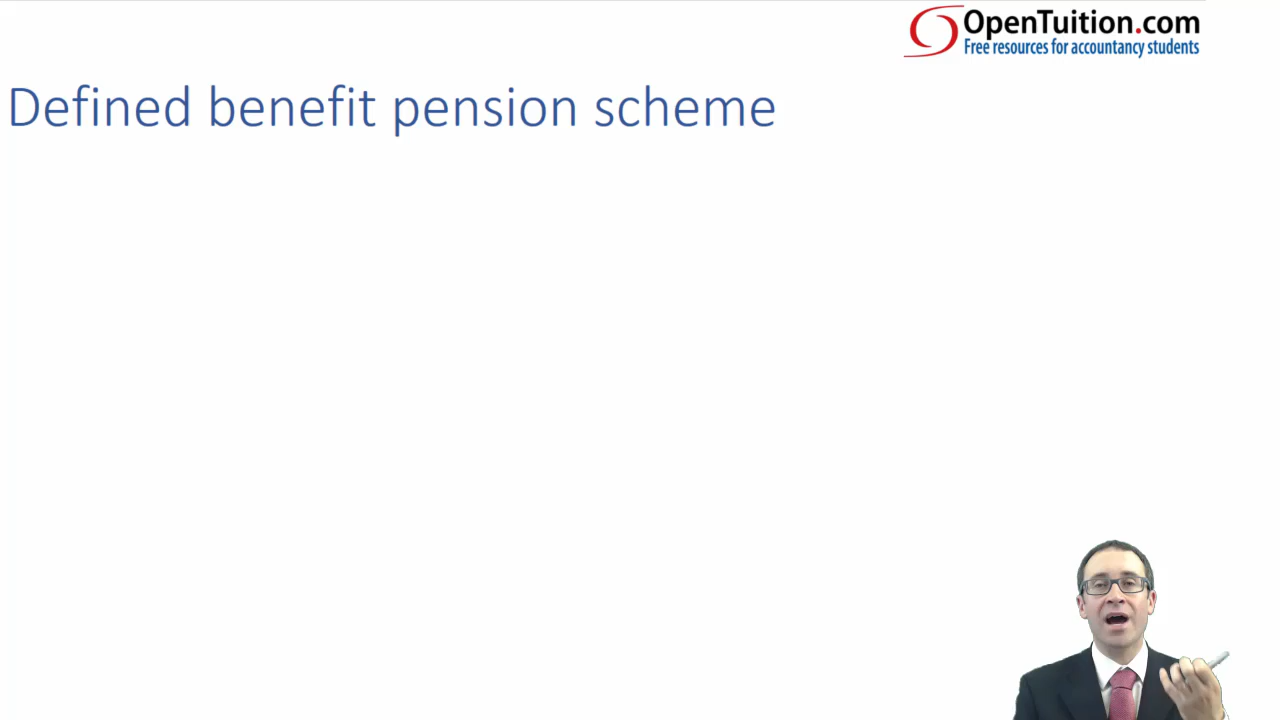 OpenTuition.com
Free resources for accountancy students
Defined benefit pension scheme